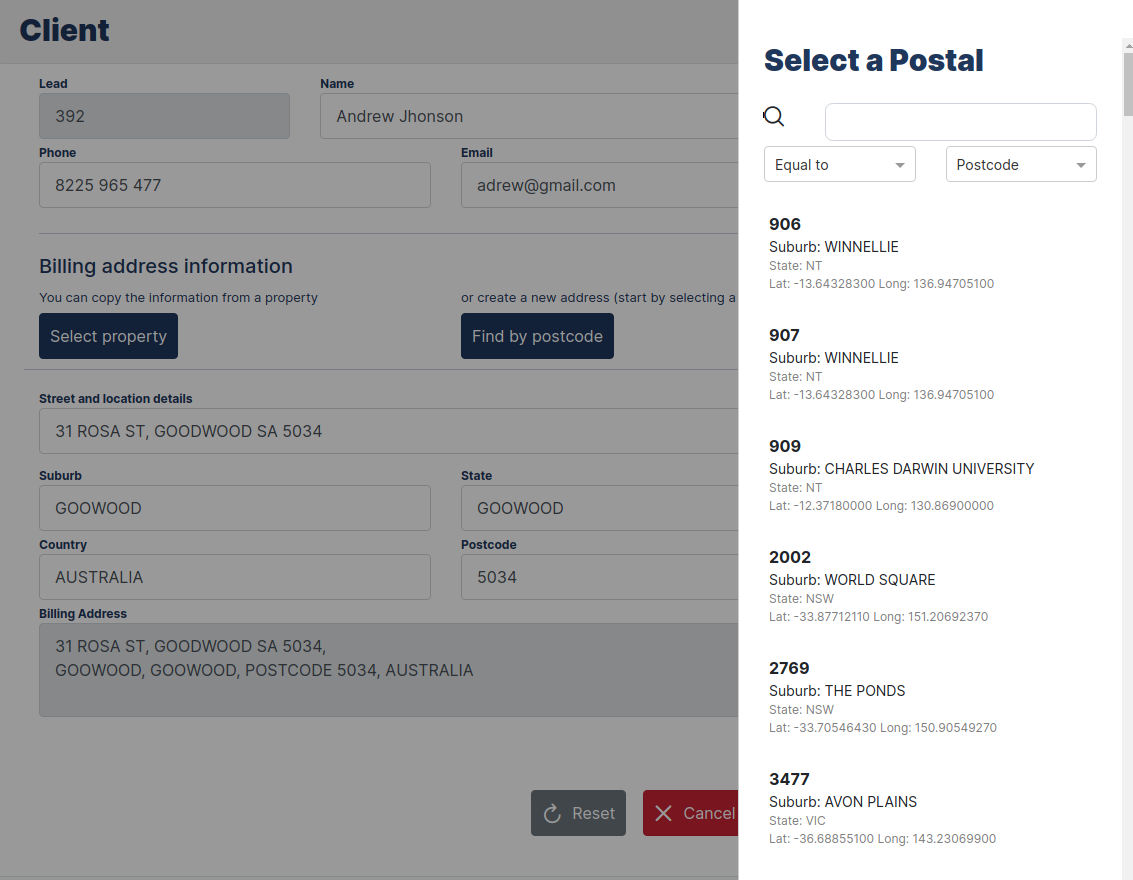 Client
Lead
Name
392
Andrew Jhonson
Phone
Email
8225 965 477
adrew@gmail.com
Billing address information
You can copy the information from a property
or create a new address (start by selecting a
Select property
Find by postcode
Street and location details
31 ROSA ST, GOODWOOD SA 5034
Suburb
State
GOOWOOD
GOOWOOD
Country
Postcode
AUSTRALIA
5034
Billing Address
31 ROSA ST, GOODWOOD SA 5034,
GOOWOOD, GOOWOOD, POSTCODE 5034, AUSTRALIA
Reset
Cancel
Select a Postal
Equal to
Postcode
906
Suburb: WINNELLIE
State: NT
Lat: -13.64328300 Long: 136.94705100
907
Suburb: WINNELLIE
State: NT
Lat: -13.64328300 Long: 136.94705100
909
Suburb: CHARLES DARWIN UNIVERSITY
State: NT
Lat: -12.37180000 Long: 130.86900000
2002
Suburb: WORLD SQUARE
State: NSW
Lat: -33.87712110 Long: 151.20692370
2769
Suburb: THE PONDS
State: NSW
Lat: -33.70546430 Long: 150.90549270
3477
Suburb: AVON PLAINS
State: VIC
Lat: -36.68855100 Long: 143.23069900